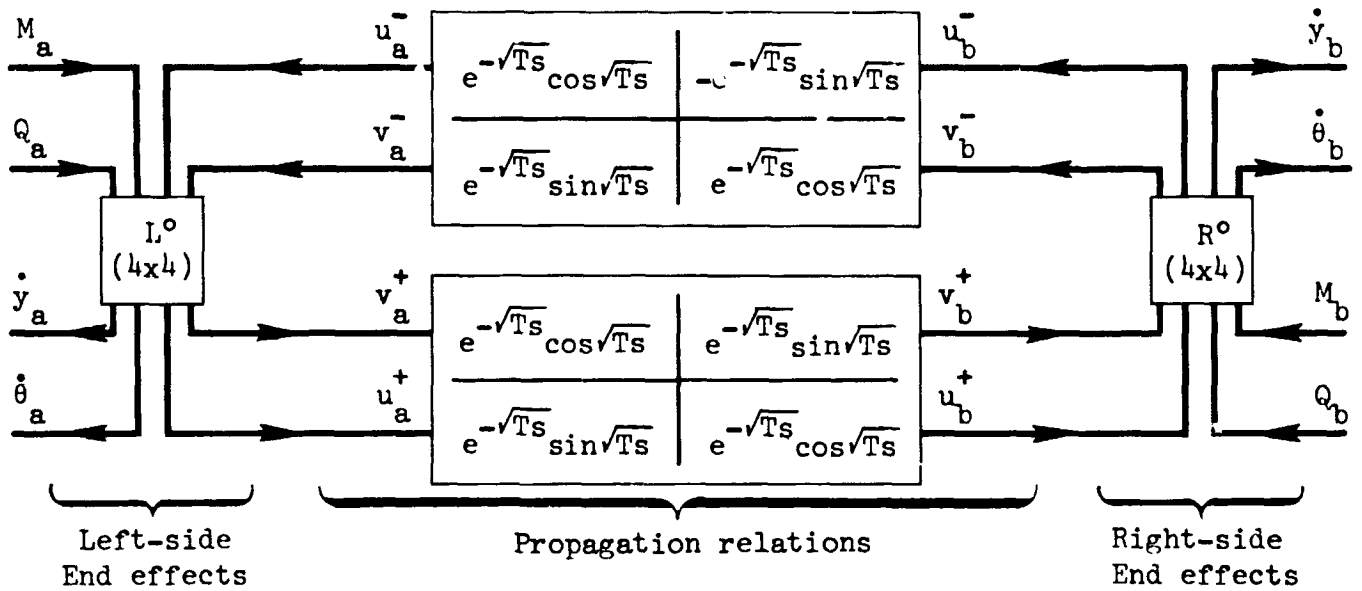 M_a u_a^- u_b^- ẏ_b
e^{-√Ts}cos√Ts -e^{-√Ts}sin√Ts
Q_a v_a^- v_b^- θ̇_b
e^{-√Ts}sin√Ts e^{-√Ts}cos√Ts
L° R°
(4x4) (4x4)
ẏ_a v_a^+ v_b^+ M_b
e^{-√Ts}cos√Ts e^{-√Ts}sin√Ts
θ̇_a u_a^+ u_b^+ Q_b
e^{-√Ts}sin√Ts e^{-√Ts}cos√Ts
Left-side
End effects
Propagation relations
Right-side
End effects